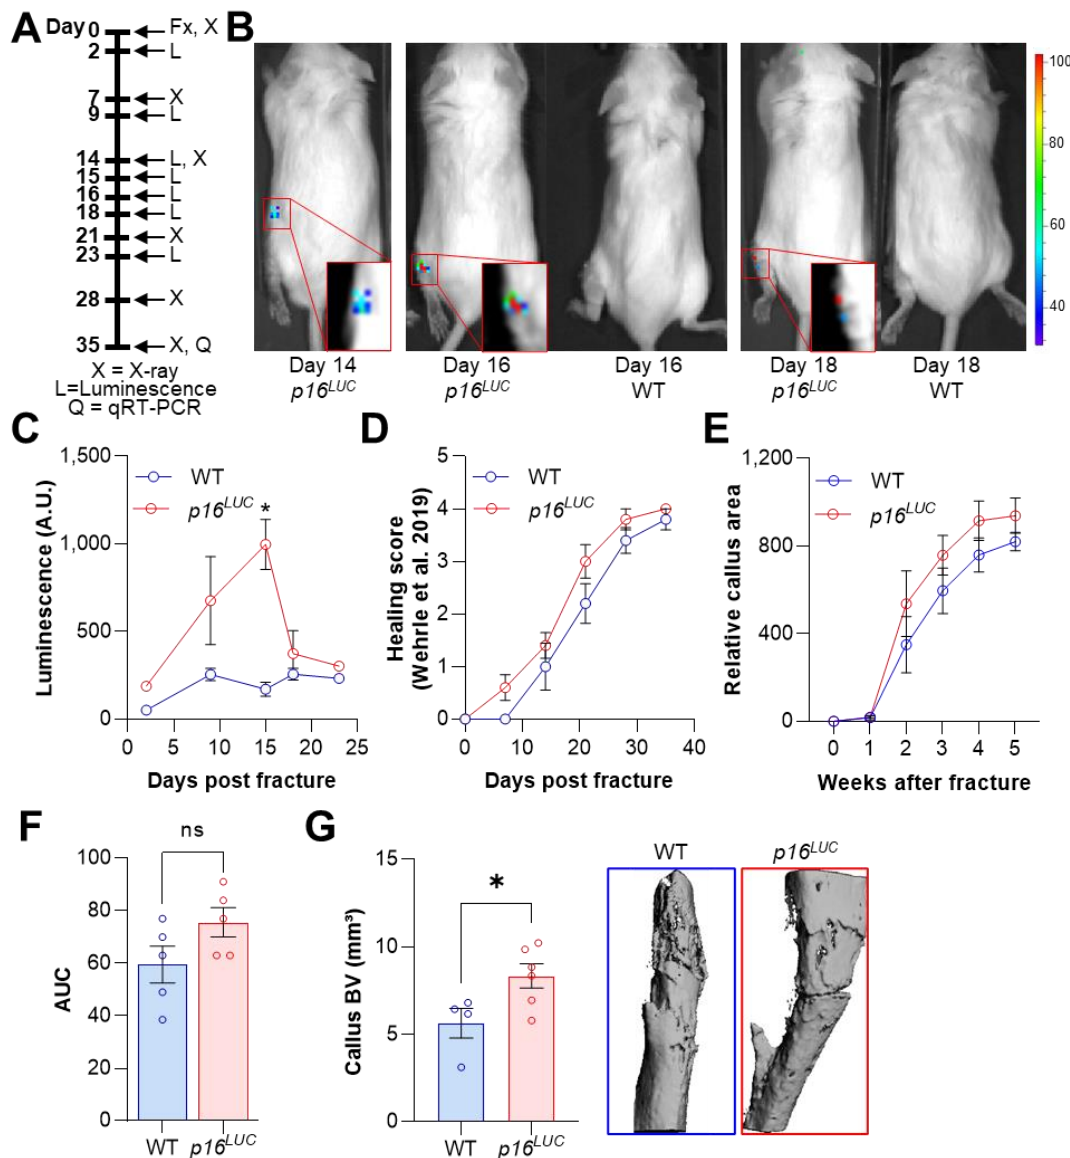 A
Day 0
Fx, X
2
L
7
X
9
L
14
L, X
15
L
16
L
18
L
21
X
23
L
28
X
35
X, Q
X = X-ray
L=Luminescence
Q = qRT-PCR
B
100
80
60
40
Day 14
p16LUC
Day 16
p16LUC
Day 16
WT
Day 18
p16LUC
Day 18
WT
C
Luminescence (A.U.)
1,500
1,000
500
0
WT
p16LUC
*
0 5 10 15 20 25
Days post fracture
D
Healing score
(Wehrle et al. 2019)
5
4
3
2
1
0
WT
p16LUC
0 10 20 30 40
Days post fracture
E
Relative callus area
1,200
800
400
0
WT
p16LUC
0 1 2 3 4 5
Weeks after fracture
F
AUC
100
80
60
40
20
0
ns
WT p16LUC
G
Callus BV (mm³)
15
10
5
0
*
WT p16LUC
WT
p16LUC